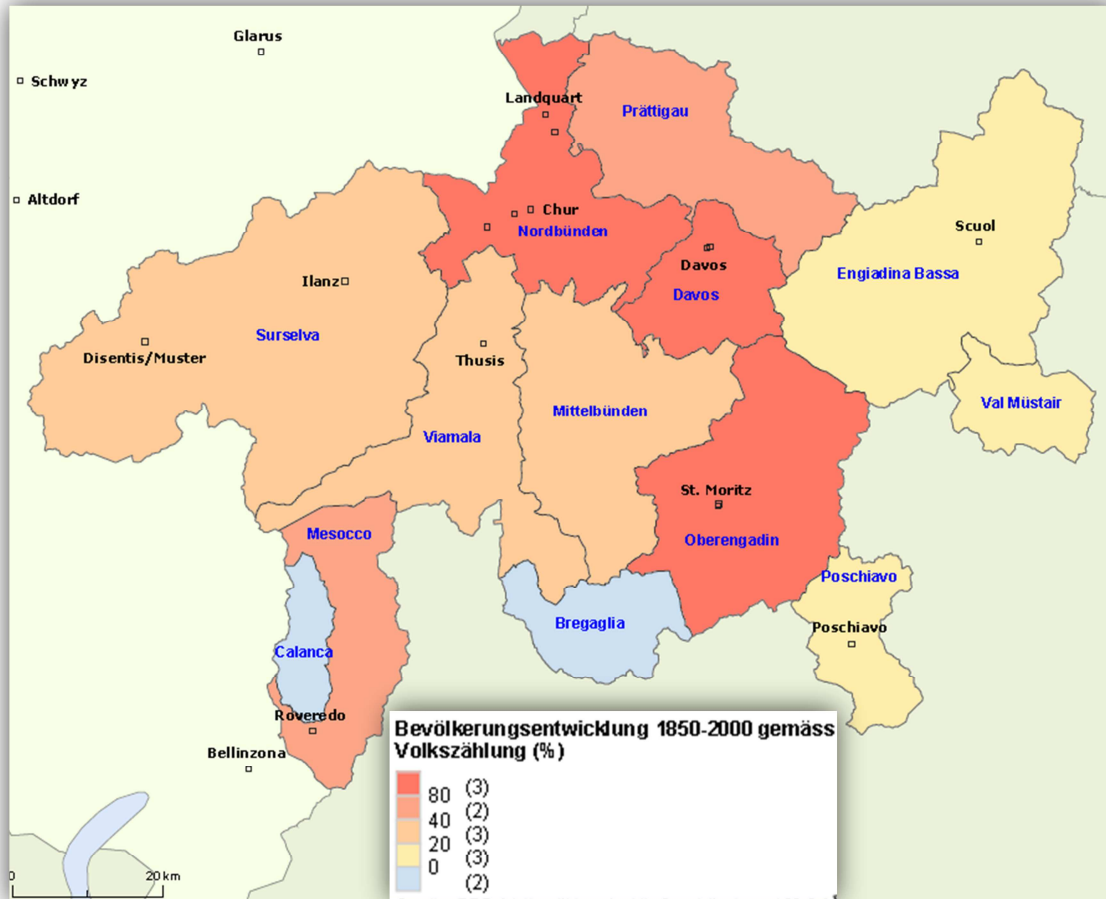 Glarus
Schwyz
Landquart
Prättigau
Altdorf
Chur
Nordbünden
Scuol
Davos
Engiadina Bassa
Ilanz
Davos
Surselva
Disentis/Muster
Thusis
Val Müstair
Mittelbünden
Viamala
St. Moritz
Mesocco
Oberengadin
Poschiavo
Bregaglia
Poschiavo
Calanca
Roveredo
Bellinzona
Bevölkerungsentwicklung 1850-2000 gemäss
Volkszählung (%)
(3)
80
(2)
40
(3)
20
(3)
0
(2)
0 20 km